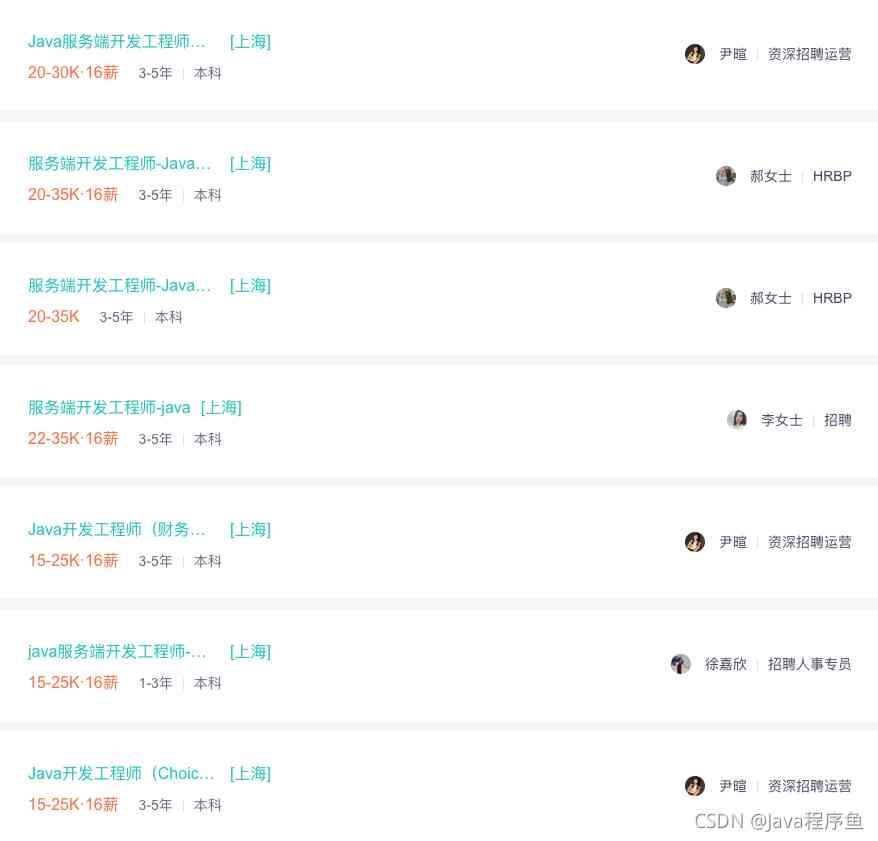 Java服务端开发工程师... [上海]
尹暄 | 资深招聘运营
20-30K·16薪 3-5年 | 本科
服务端开发工程师-Java... [上海]
郝女士 | HRBP
20-35K·16薪 3-5年 | 本科
服务端开发工程师-Java... [上海]
郝女士 | HRBP
20-35K 3-5年 | 本科
服务端开发工程师-java [上海]
李女士 | 招聘
22-35K·16薪 3-5年 | 本科
Java开发工程师（财务... [上海]
尹暄 | 资深招聘运营
15-25K·16薪 3-5年 | 本科
java服务端开发工程师-... [上海]
徐嘉欣 | 招聘人事专员
15-25K·16薪 1-3年 | 本科
Java开发工程师（Choic... [上海]
尹暄 | 资深招聘运营
15-25K·16薪 3-5年 | 本科
CSDN @Java程序鱼